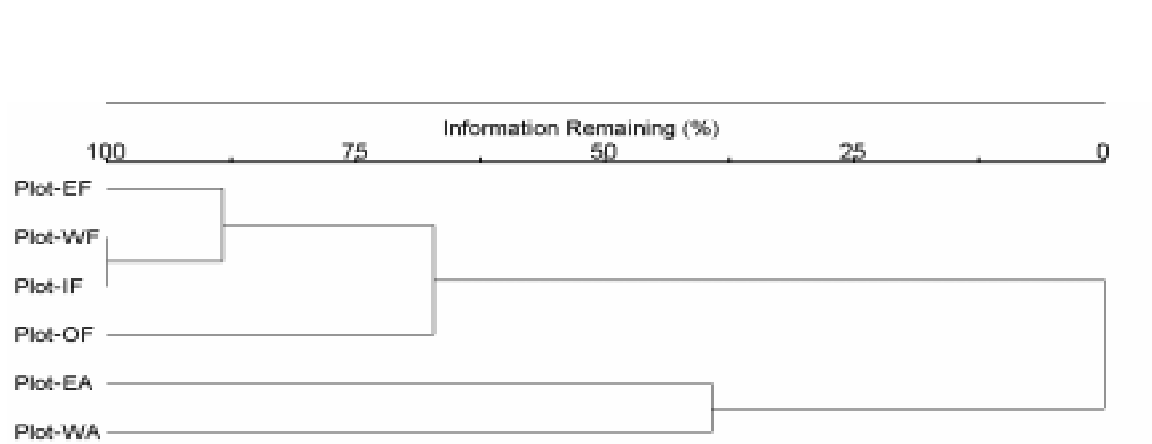 Information Remaining (%)
100 75 50 25 0
Plot-EF
Plot-WF
Plot-IF
Plot-OF
Plot-EA
Plot-WA